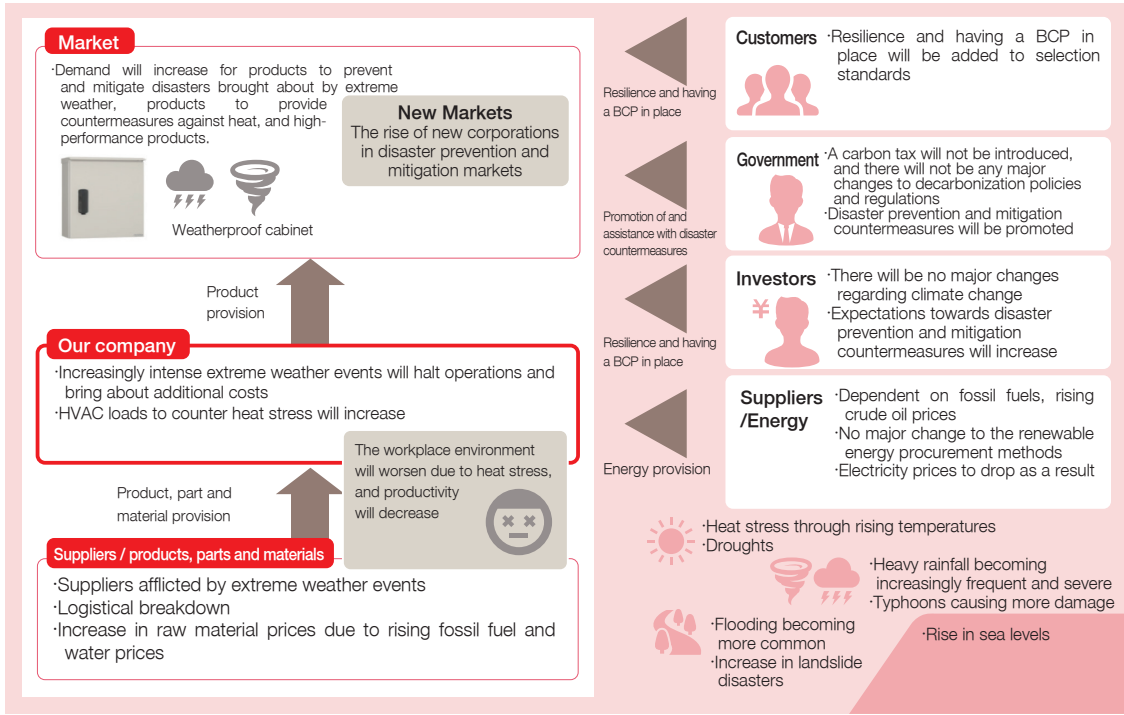 Market
·Demand will increase for products to prevent
and mitigate disasters brought about by extreme
weather, products to provide
countermeasures against heat, and high-
performance products.
Weatherproof cabinet
New Markets
The rise of new corporations
in disaster prevention and
mitigation markets
Product
provision
Our company
·Increasingly intense extreme weather events will halt operations and
bring about additional costs
·HVAC loads to counter heat stress will increase
The workplace environment
will worsen due to heat stress,
and productivity
will decrease
Product, part and
material provision
Suppliers / products, parts and materials
·Suppliers afflicted by extreme weather events
·Logistical breakdown
·Increase in raw material prices due to rising fossil fuel and
water prices
Resilience and having
a BCP in place
Customers
·Resilience and having a BCP in
place will be added to selection
standards
Promotion of and
assistance with disaster
countermeasures
Government
·A carbon tax will not be introduced,
and there will not be any major
changes to decarbonization policies
and regulations
·Disaster prevention and mitigation
countermeasures will be promoted
Resilience and having
a BCP in place
Investors
¥
·There will be no major changes
regarding climate change
·Expectations towards disaster
prevention and mitigation
countermeasures will increase
Energy provision
Suppliers
/Energy
·Dependent on fossil fuels, rising
crude oil prices
·No major change to the renewable
energy procurement methods
·Electricity prices to drop as a result
·Heat stress through rising temperatures
·Droughts
·Heavy rainfall becoming
increasingly frequent and severe
·Typhoons causing more damage
·Flooding becoming
more common
·Increase in landslide
disasters
·Rise in sea levels